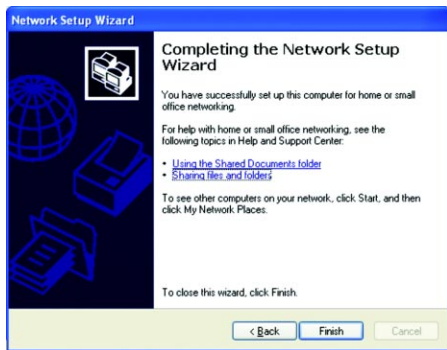 Network Setup Wizard
Completing the Network Setup
Wizard
You have successfully set up this computer for home or small
office networking.
For help with home or small office networking, see the
following topics in Help and Support Center:
• Using the Shared Documents folder
• Sharing files and folders
To see other computers on your network, click Start, and then
click My Network Places.
To close this wizard, click Finish.
< Back Finish Cancel